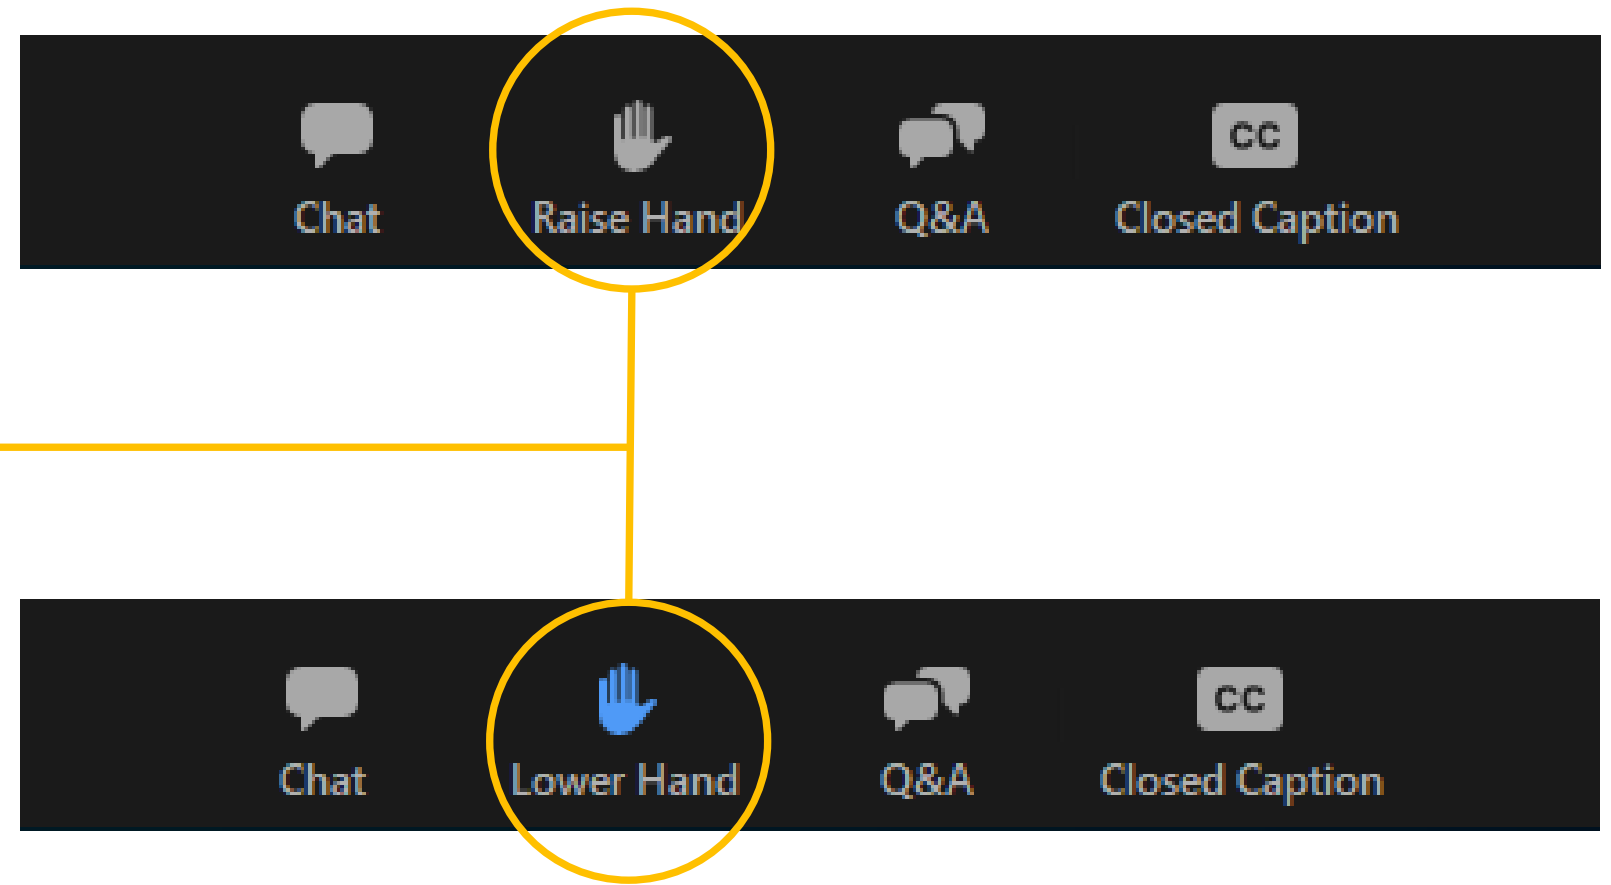 CC
Chat Raise Hand Q&A Closed Caption
CC
Chat Lower Hand Q&A Closed Caption